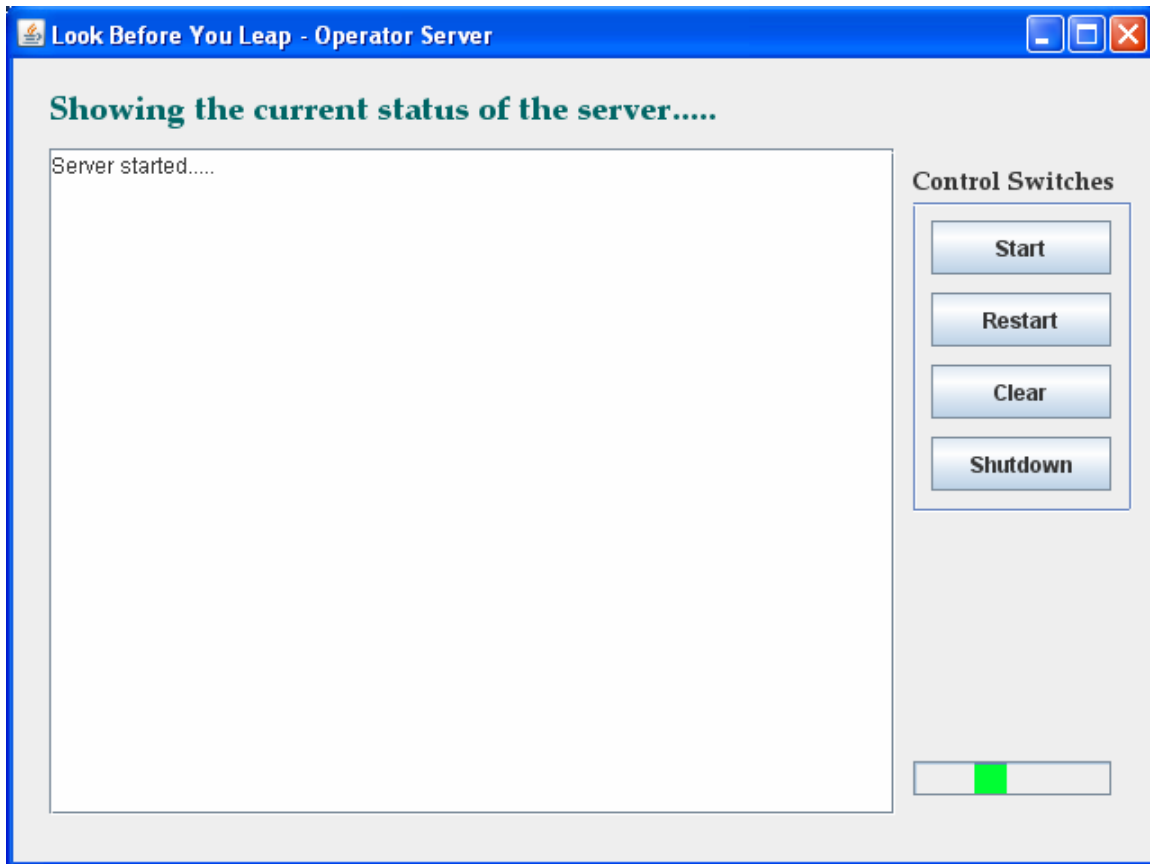 Look Before You Leap - Operator Server
Showing the current status of the server.....
Server started.....
Control Switches
Start
Restart
Clear
Shutdown